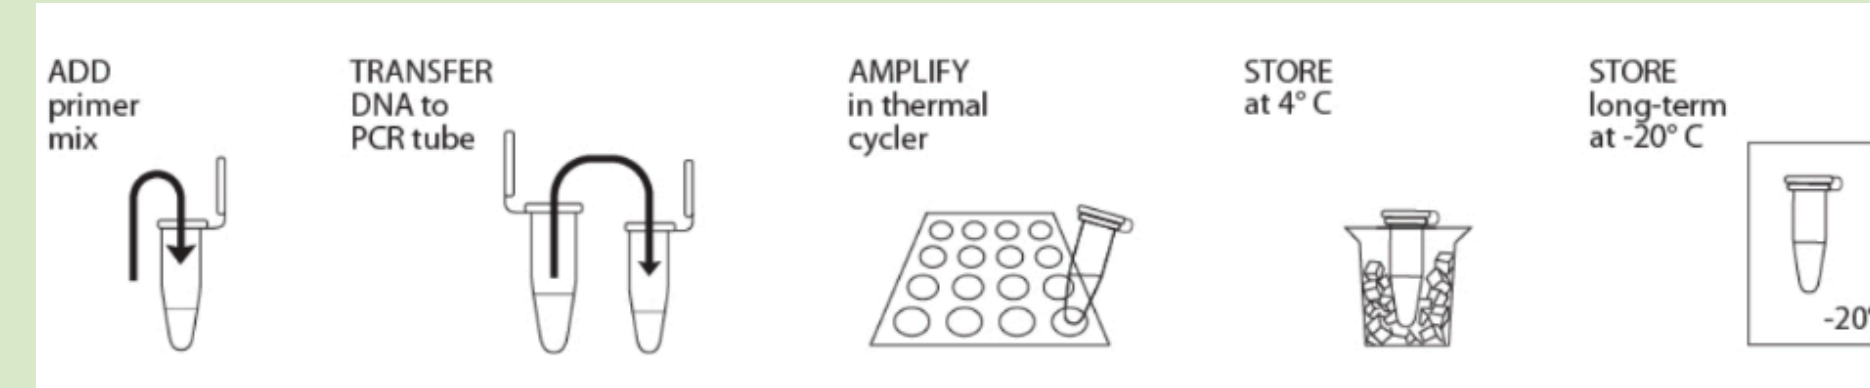 ADD
primer
mix
TRANSFER
DNA to
PCR tube
AMPLIFY
in thermal
cycler
STORE
at 4° C
STORE
long-term
at -20° C
-20°